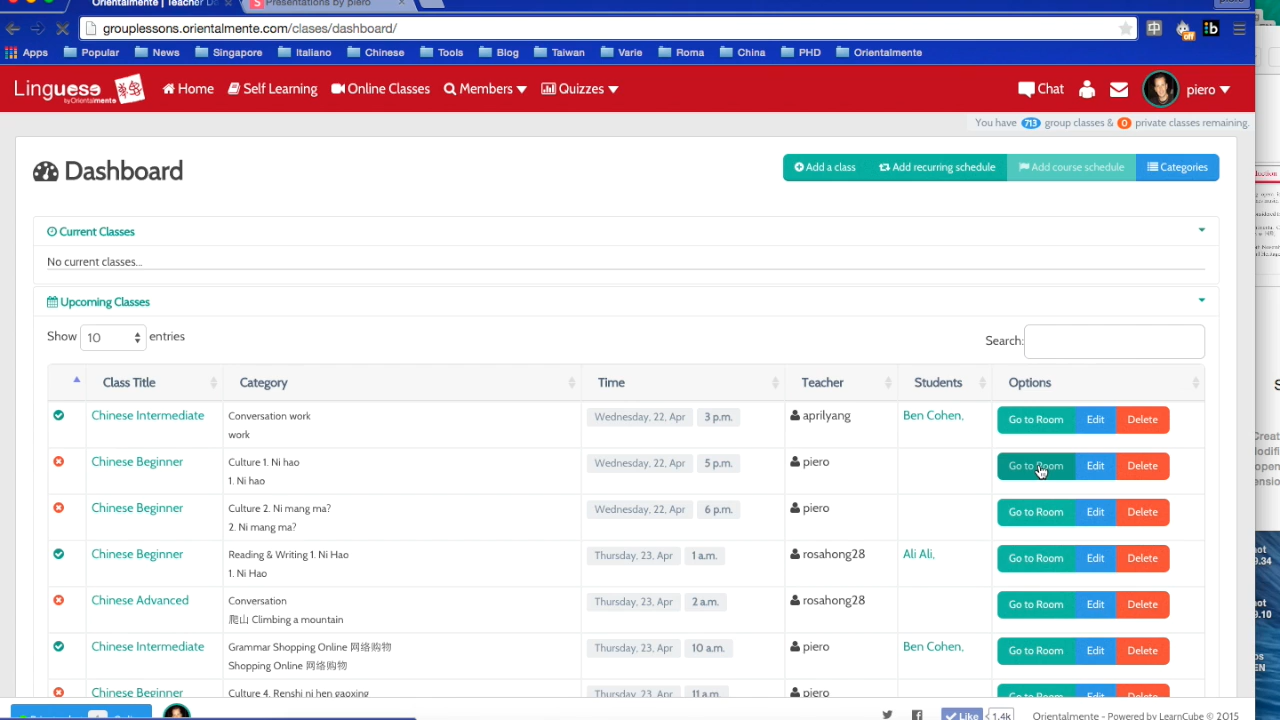 Orientalmente | Teacher D
Presentations by piero
piero
grouplessons.orientalmente.com/clases/dashboard/
Apps Popular News Singapore Italiano Chinese Tools Blog Taiwan Varie Roma China PHD Orientalmente
Linguese by Orientalmente
Home Self Learning Online Classes Members Quizzes Chat piero
You have 713 group classes & 0 private classes remaining.
Dashboard
Add a class Add recurring schedule Add course schedule Categories
Current Classes
No current classes...
Upcoming Classes
Show 10 entries Search:
Class Title Category Time Teacher Students Options
Chinese Intermediate Conversation work Wednesday, 22, Apr 3 p.m. aprilyang Ben Cohen, Go to Room Edit Delete
work
Chinese Beginner Culture 1. Ni hao Wednesday, 22, Apr 5 p.m. piero Go to Room Edit Delete
1. Ni hao
Chinese Beginner Culture 2. Ni mang ma? Wednesday, 22, Apr 6 p.m. piero Go to Room Edit Delete
2. Ni mang ma?
Chinese Beginner Reading & Writing 1. Ni Hao Thursday, 23, Apr 1 a.m. rosahong28 Ali Ali, Go to Room Edit Delete
1. Ni Hao
Chinese Advanced Conversation Thursday, 23, Apr 2 a.m. rosahong28 Go to Room Edit Delete
爬山 Climbing a mountain
Chinese Intermediate Grammar Shopping Online 网络购物 Thursday, 23, Apr 10 a.m. piero Ben Cohen, Go to Room Edit Delete
Shopping Online 网络购物
Chinese Beginner Culture 4. Renshi ni hen gaoxing Thursday, 23, Apr 11 a.m. piero Go to Room Edit Delete
Like 1.4k Orientalmente - Powered by LearnCube © 2015